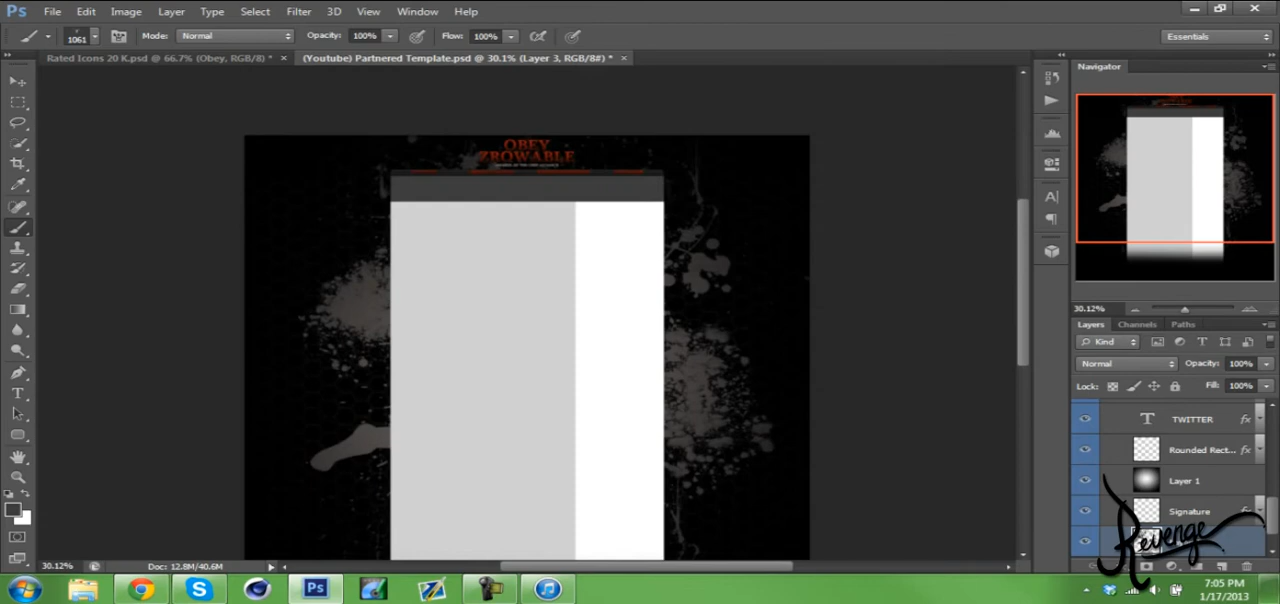 Ps File Edit Image Layer Type Select Filter 3D View Window Help
1061 Mode: Normal Opacity: 100% Flow: 100% Essentials
Rated Icons 20 K.psd @ 66.7% (Obey, RGB/8) * × (Youtube) Partnered Template.psd @ 30.1% (Layer 3, RGB/8#) * ×
Navigator
OBEY
ZROWABLE
30.12%
Layers Channels Paths
Kind
Normal Opacity: 100%
Lock: Fill: 100%
TWITTER fx
Rounded Rect... fx
Layer 1
Signature fx
Revenge
30.12% Doc: 12.8M/40.6M
Ps
7:05 PM
1/17/2013